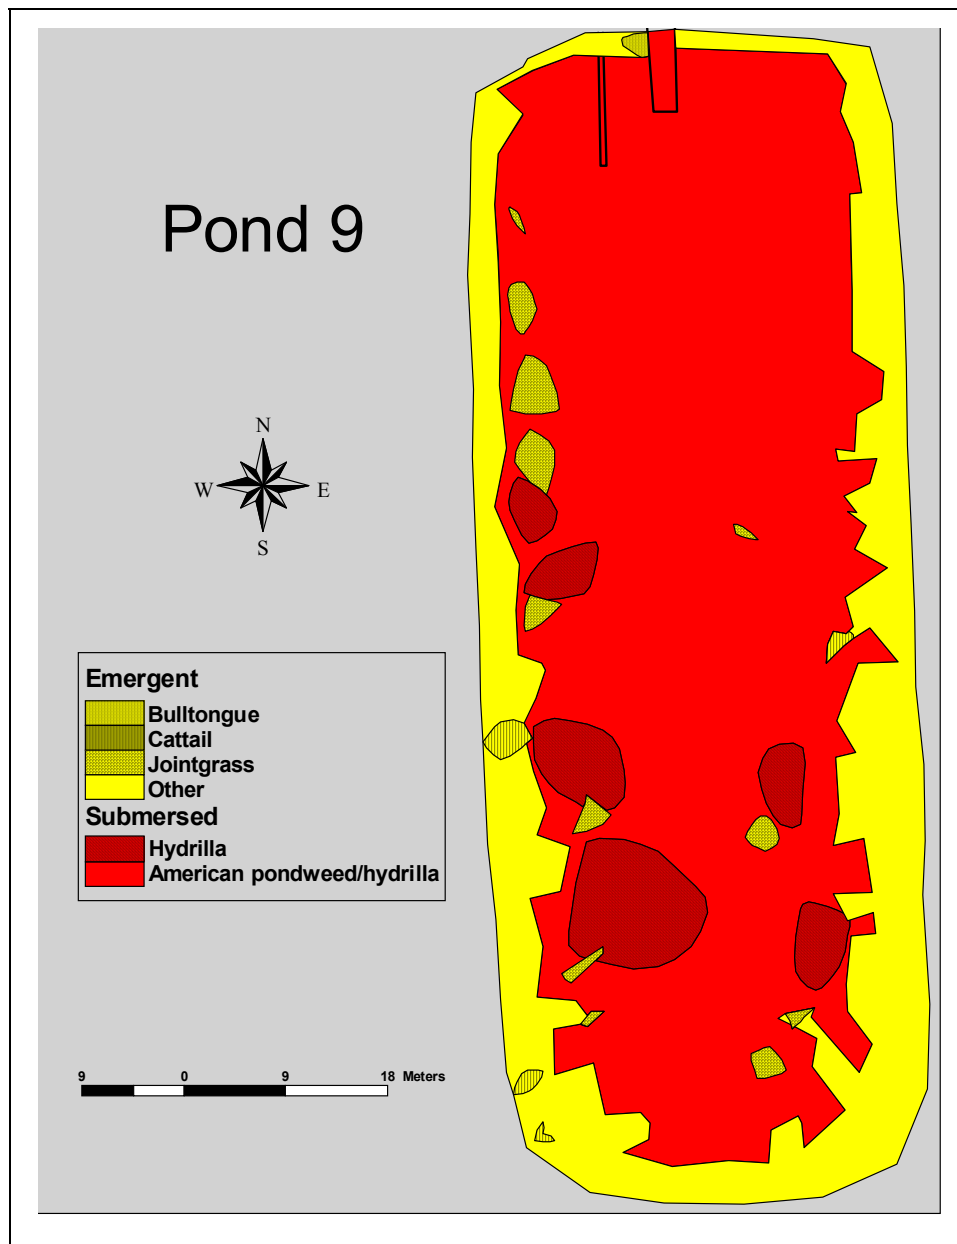 Pond 9
N
W E
S
Emergent
Bulltongue
Cattail
Jointgrass
Other
Submersed
Hydrilla
American pondweed/hydrilla
9 0 9 18 Meters